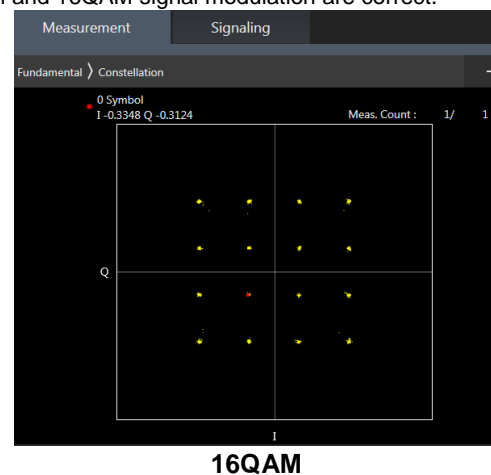 and 16QAM signal modulation are correct.
Measurement Signaling
Fundamental 〉 Constellation
0 Symbol
I -0.3348 Q -0.3124 Meas. Count : 1/ 1
Q
I
16QAM